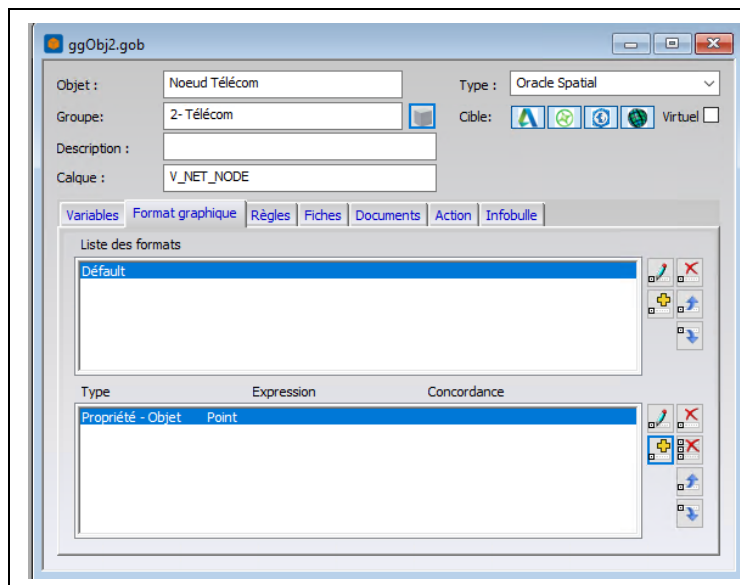 ggObj2.gob
Objet : Noeud Télécom Type : Oracle Spatial
Groupe: 2- Télécom Cible: Virtuel
Description :
Calque : V_NET_NODE
Variables Format graphique Règles Fiches Documents Action Infobulle
Liste des formats
Défault
Type Expression Concordance
Propriété - Objet Point